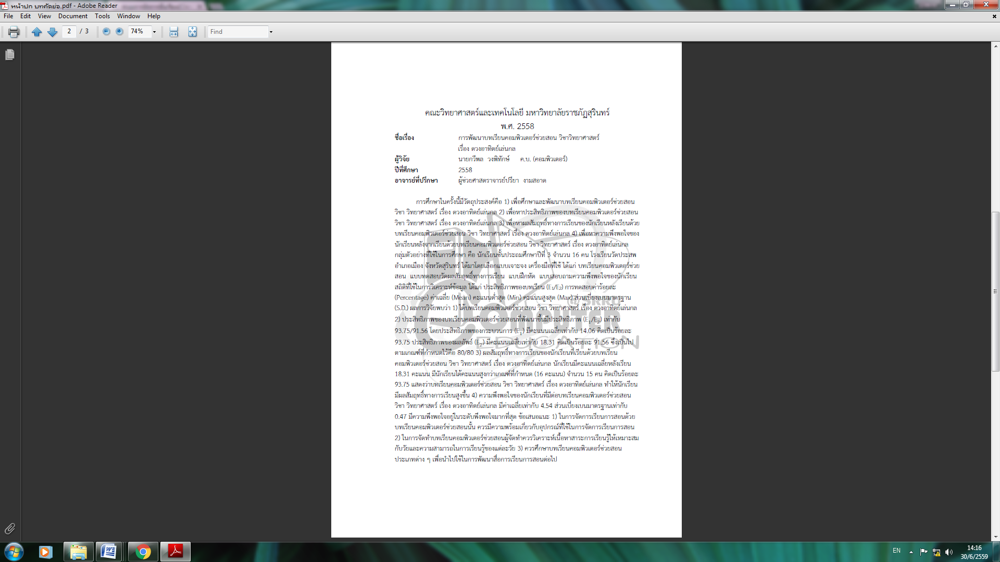 หน้าปก บทคัดย่อ.pdf - Adobe Reader
File Edit View Document Tools Window Help
2 / 3 74% Find
คณะวิทยาศาสตร์และเทคโนโลยี มหาวิทยาลัยราชภัฏสุรินทร์
พ.ศ. 2558
ชื่อเรื่อง การพัฒนาบทเรียนคอมพิวเตอร์ช่วยสอน วิชาวิทยาศาสตร์
เรื่อง ดวงอาทิตย์เล่นกล
ผู้วิจัย นายกวีพล วงพิทักษ์ ค.บ. (คอมพิวเตอร์)
ปีที่ศึกษา 2558
อาจารย์ที่ปรึกษา ผู้ช่วยศาสตราจารย์ปรียา งามสอาด
การศึกษาในครั้งนี้มีวัตถุประสงค์คือ 1) เพื่อศึกษาและพัฒนาบทเรียนคอมพิวเตอร์ช่วยสอน
วิชา วิทยาศาสตร์ เรื่อง ดวงอาทิตย์เล่นกล 2) เพื่อหาประสิทธิภาพของบทเรียนคอมพิวเตอร์ช่วยสอน
วิชา วิทยาศาสตร์ เรื่อง ดวงอาทิตย์เล่นกล 3) เพื่อหาผลสัมฤทธิ์ทางการเรียนของนักเรียนหลังเรียนด้วย
บทเรียนคอมพิวเตอร์ช่วยสอน วิชา วิทยาศาสตร์ เรื่อง ดวงอาทิตย์เล่นกล 4) เพื่อหาความพึงพอใจของ
นักเรียนหลังจากเรียนด้วยบทเรียนคอมพิวเตอร์ช่วยสอน วิชา วิทยาศาสตร์ เรื่อง ดวงอาทิตย์เล่นกล
กลุ่มตัวอย่างที่ใช้ในการศึกษา คือ นักเรียนชั้นประถมศึกษาปีที่ 3 จำนวน 16 คน โรงเรียนวัดประสพ
อำเภอเมือง จังหวัดสุรินทร์ ได้มาโดยเลือกแบบเจาะจง เครื่องมือที่ใช้ ได้แก่ บทเรียนคอมพิวเตอร์ช่วย
สอน แบบทดสอบวัดผลสัมฤทธิ์ทางการเรียน แบบฝึกหัด แบบสอบถามความพึงพอใจของนักเรียน
สถิติที่ใช้ในการวิเคราะห์ข้อมูล ได้แก่ ประสิทธิภาพของบทเรียน (E1/E2) การทดสอบค่าร้อยละ
(Percentage) ค่าเฉลี่ย (Mean) คะแนนต่ำสุด (Min) คะแนนสูงสุด (Max) ส่วนเบี่ยงเบนมาตรฐาน
(S.D.) ผลการวิจัยพบว่า 1) ได้บทเรียนคอมพิวเตอร์ช่วยสอน วิชา วิทยาศาสตร์ เรื่อง ดวงอาทิตย์เล่นกล
2) ประสิทธิภาพของบทเรียนคอมพิวเตอร์ช่วยสอนที่พัฒนาขึ้นมีประสิทธิภาพ (E1/E2) เท่ากับ
93.75/91.56 โดยประสิทธิภาพของกระบวนการ (E1) มีคะแนนเฉลี่ยเท่ากับ 14.06 คิดเป็นร้อยละ
93.75 ประสิทธิภาพของผลลัพธ์ (E2) มีคะแนนเฉลี่ยเท่ากับ 18.31 คิดเป็นร้อยละ 91.56 ซึ่งเป็นไป
ตามเกณฑ์ที่กำหนดไว้คือ 80/80 3) ผลสัมฤทธิ์ทางการเรียนของนักเรียนที่เรียนด้วยบทเรียน
คอมพิวเตอร์ช่วยสอน วิชา วิทยาศาสตร์ เรื่อง ดวงอาทิตย์เล่นกล นักเรียนมีคะแนนเฉลี่ยหลังเรียน
18.31 คะแนน มีนักเรียนได้คะแนนสูงกว่าเกณฑ์ที่กำหนด (16 คะแนน) จำนวน 15 คน คิดเป็นร้อยละ
93.75 แสดงว่าบทเรียนคอมพิวเตอร์ช่วยสอน วิชา วิทยาศาสตร์ เรื่อง ดวงอาทิตย์เล่นกล ทำให้นักเรียน
มีผลสัมฤทธิ์ทางการเรียนสูงขึ้น 4) ความพึงพอใจของนักเรียนที่มีต่อบทเรียนคอมพิวเตอร์ช่วยสอน
วิชา วิทยาศาสตร์ เรื่อง ดวงอาทิตย์เล่นกล มีค่าเฉลี่ยเท่ากับ 4.54 ส่วนเบี่ยงเบนมาตรฐานเท่ากับ
0.47 มีความพึงพอใจอยู่ในระดับพึงพอใจมากที่สุด ข้อเสนอแนะ 1) ในการจัดการเรียนการสอนด้วย
บทเรียนคอมพิวเตอร์ช่วยสอนนั้น ควรมีความพร้อมเกี่ยวกับอุปกรณ์ที่ใช้ในการจัดการเรียนการสอน
2) ในการจัดทำบทเรียนคอมพิวเตอร์ช่วยสอนผู้จัดทำควรวิเคราะห์เนื้อหาสาระการเรียนรู้ให้เหมาะสม
กับวัยและความสามารถในการเรียนรู้ของแต่ละวัย 3) ควรศึกษาบทเรียนคอมพิวเตอร์ช่วยสอน
ประเภทต่าง ๆ เพื่อนำไปใช้ในการพัฒนาสื่อการเรียนการสอนต่อไป
@SRRU
COMPUTER
EDUCATION
EN 14:16
30/6/2559